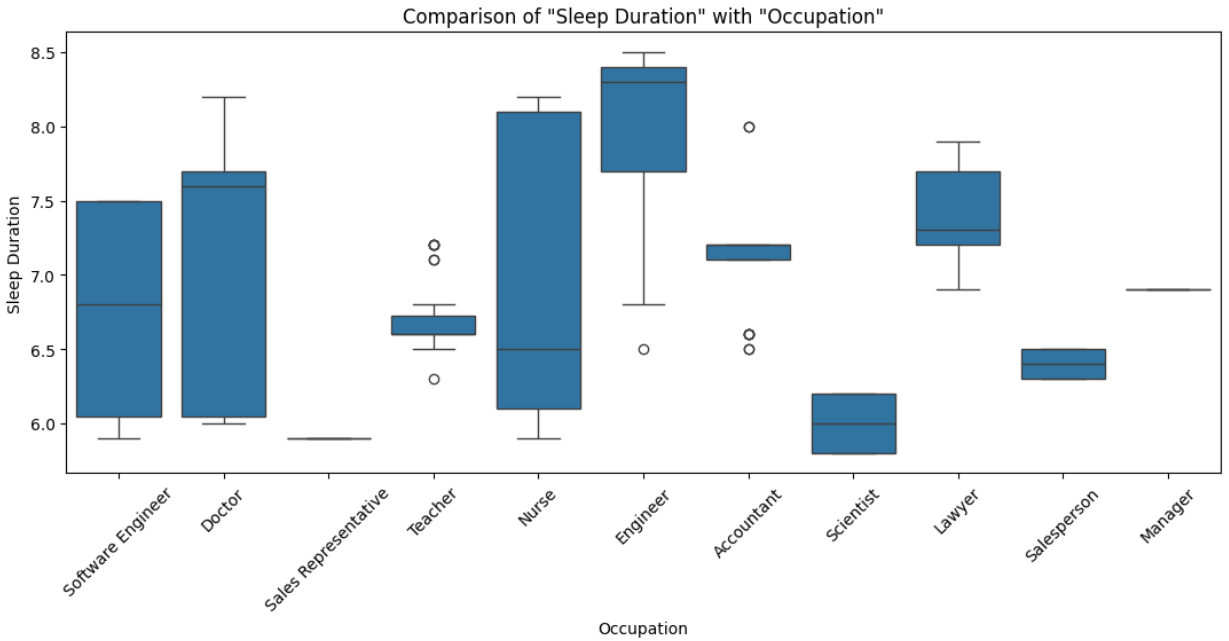 Comparison of "Sleep Duration" with "Occupation"
8.5
8.0
7.5
7.0
6.5
6.0
Sleep Duration
Software Engineer
Doctor
Sales Representative
Teacher
Nurse
Engineer
Accountant
Scientist
Lawyer
Salesperson
Manager
Occupation